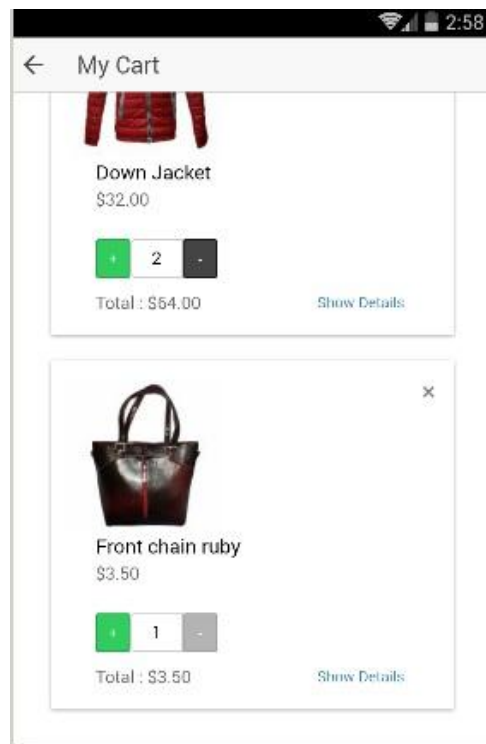 2:58
My Cart
Down Jacket
$32.00
+ 2 -
Total : $64.00 Show Details
Front chain ruby
$3.50
+ 1 -
Total : $3.50 Show Details